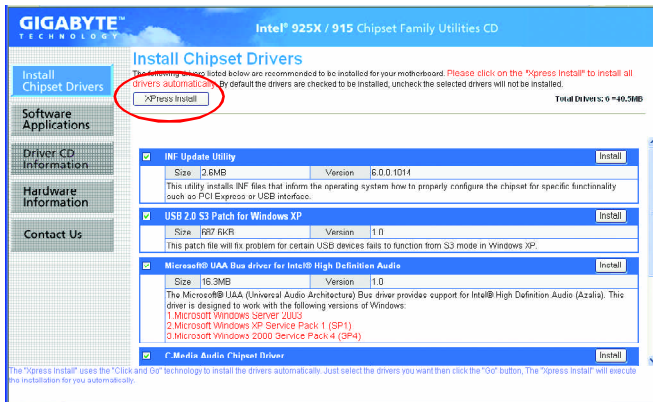 GIGABYTE™
TECHNOLOGY
Intel® 925X / 915 Chipset Family Utilities CD
Install
Chipset Drivers
Software
Applications
Driver CD
Information
Hardware
Information
Contact Us
Install Chipset Drivers
The following drivers listed below are recommended to be installed for your motherboard. Please click on the "Xpress Install" to install all
drivers automatically. By default the drivers are checked to be installed, uncheck the selected drivers will not be installed.
XPress Install
Total Drivers: 6 =40.5MB
INF Update Utility Install
Size 2.6MB Version 6.0.0.1014
This utility installs INF files that inform the operating system how to properly configure the chipset for specific functionality
such as PCI Express or USB interface.
USB 2.0 S3 Patch for Windows XP Install
Size 687.6KB Version 1.0
This patch file will fix problem for certain USB devices fails to function from S3 mode in Windows XP.
Microsoft® UAA Bus driver for Intel® High Definition Audio Install
Size 16.3MB Version 1.0
The Microsoft® UAA (Universal Audio Architecture) Bus driver provides support for Intel® High Definition Audio (Azalia). This
driver is designed to work with the following versions of Windows:
1.Microsoft Windows Server 2003
2.Microsoft Windows XP Service Pack 1 (SP1)
3.Microsoft Windows 2000 Service Pack 4 (SP4)
C-Media Audio Chipset Driver Install
The "Xpress Install" uses the "Click and Go" technology to install the drivers automatically. Just select the drivers you want then click the "Go" button, The "Xpress Install" will execute
the installation for you automatically.